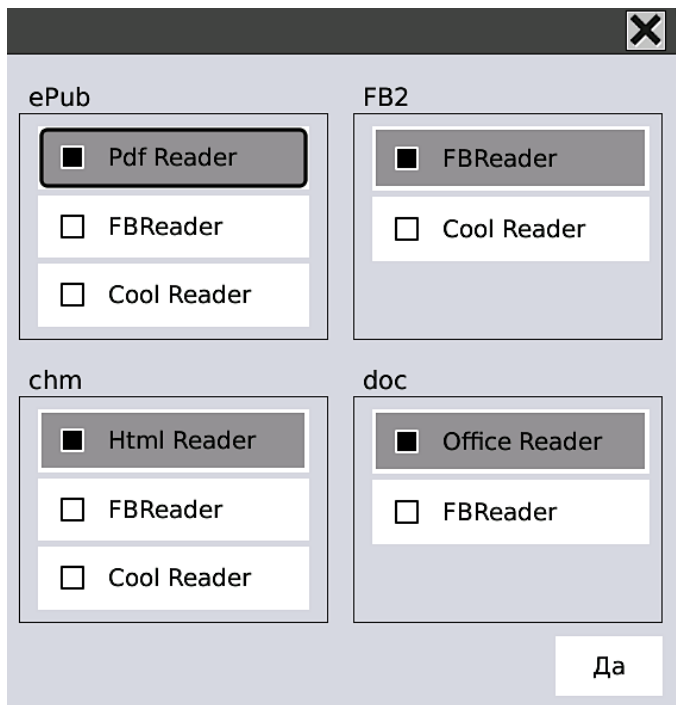 ePub
Pdf Reader
FBReader
Cool Reader
FB2
FBReader
Cool Reader
chm
Html Reader
FBReader
Cool Reader
doc
Office Reader
FBReader
Да